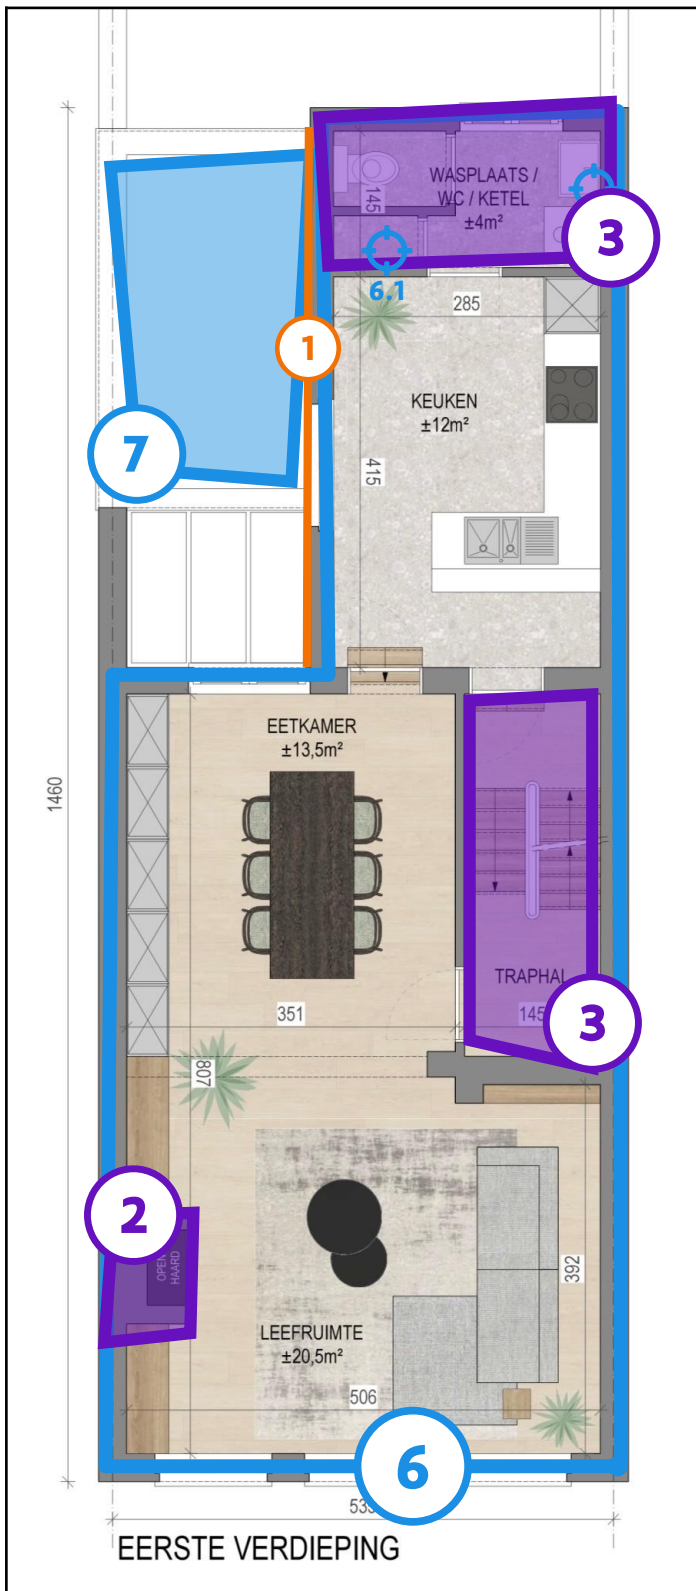 WASPLAATS /
WC / KETEL
±4m²
145
3
6.1
285
1
KEUKEN
±12m²
7
415
EETKAMER
±13,5m²
1460
TRAPHAL
351
145
3
807
2
OPEN
HAARD
392
LEEFRUIMTE
±20,5m²
506
6
533
EERSTE VERDIEPING